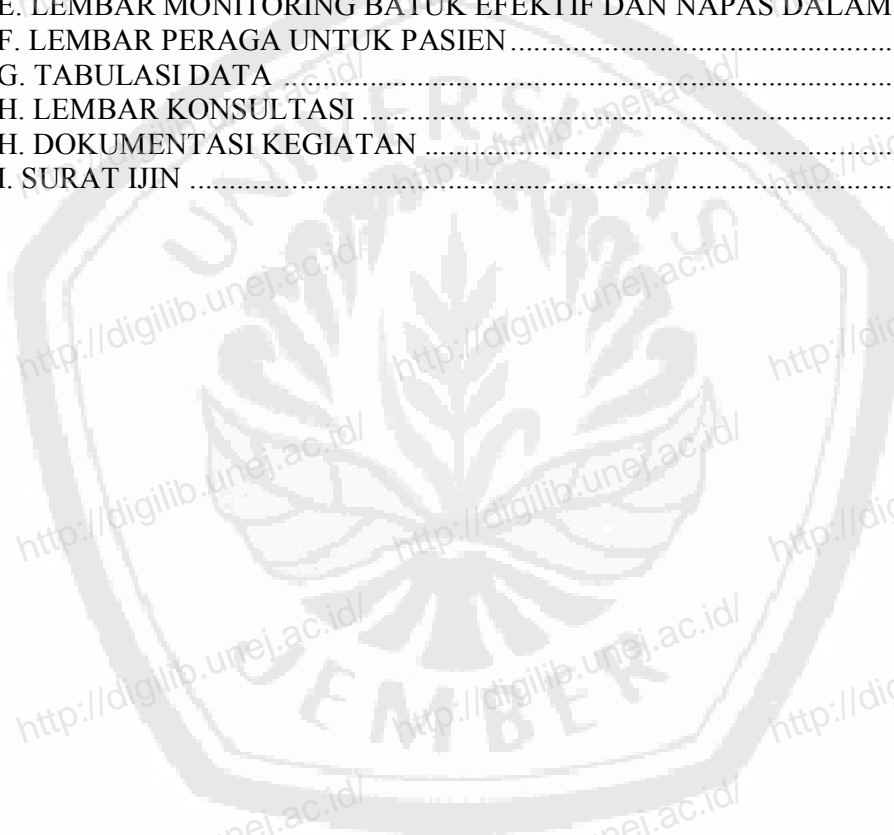 E. LEMBAR MONITORING BATUK EFEKTIF DAN NAPAS DALAM
F. LEMBAR PERAGA UNTUK PASIEN ..........................................................
G. TABULASI DATA ..........................................................................................
H. LEMBAR KONSULTASI ..............................................................................
H. DOKUMENTASI KEGIATAN .....................................................................
I. SURAT IJIN .....................................................................................................
UNIVERSITAS
JEMBER
http://digilib.unej.ac.id/
http://digilib.unej.ac.id/
http://digilib.unej.ac.id/
http://digilib.unej.ac.id/
http://digilib.unej.ac.id/
http://digilib.unej.ac.id/
http://digilib.unej.ac.id/
http://digilib.unej.ac.id/